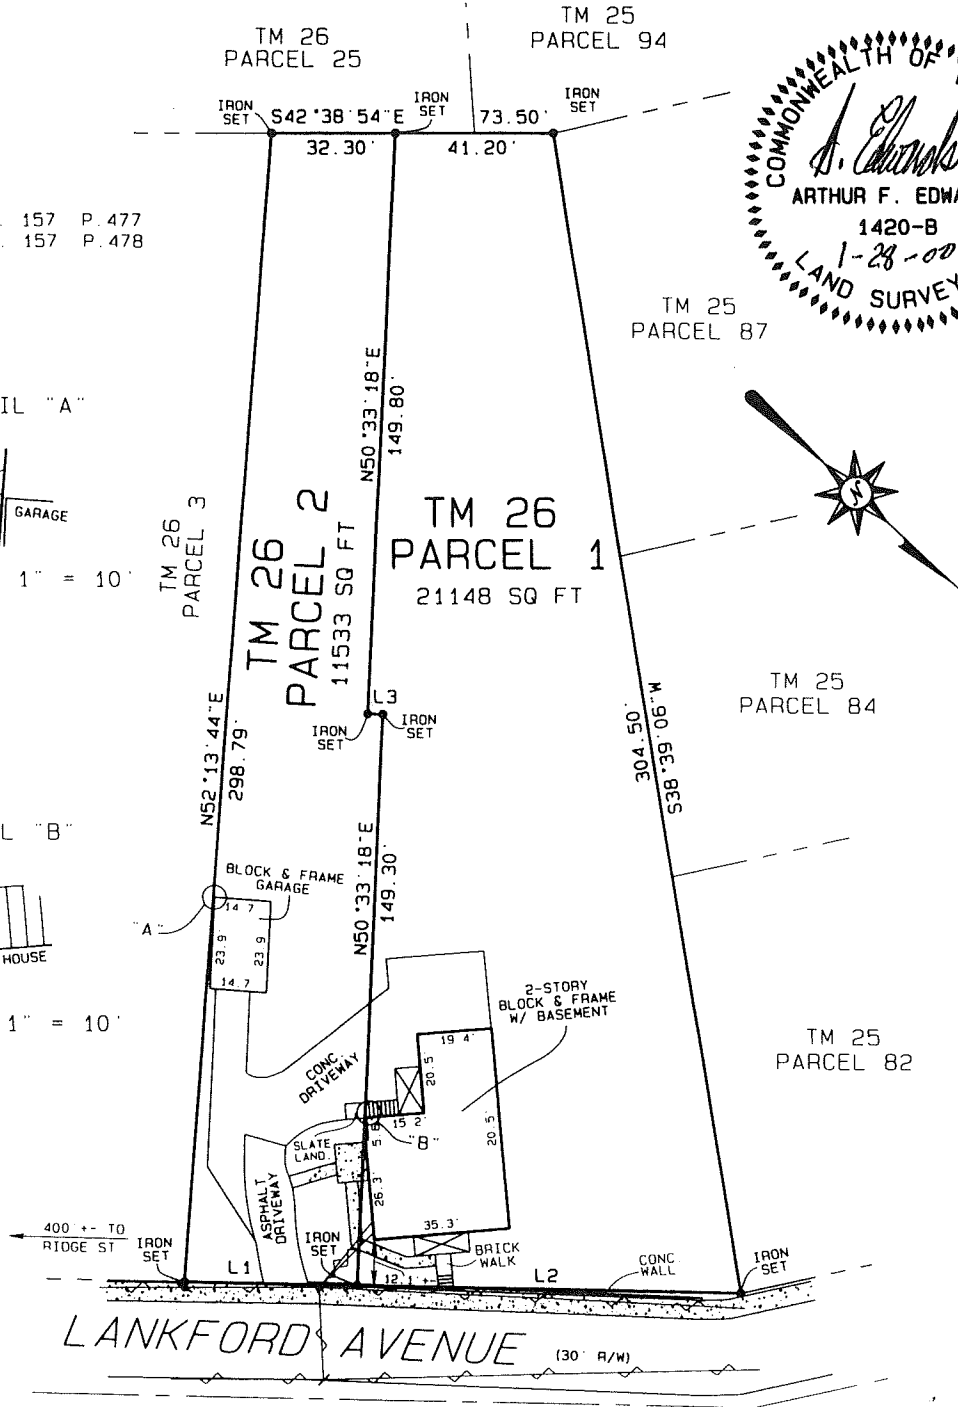 TM 26
PARCEL 25
TM 25
PARCEL 94
IRON
SET
S42°38'54"E
IRON
SET
73.50'
IRON
SET
32.30'
41.20'
COMMONWEALTH OF
ARTHUR F. EDWA
1420-B
1-28-00
LAND SURVEY
157 P.477
157 P.478
TM 25
PARCEL 87
IL "A"
GARAGE
1" = 10'
N50°33'18"E
149.80'
TM 26
PARCEL 3
TM 26
PARCEL 2
11533 SQ FT
TM 26
PARCEL 1
21148 SQ FT
N
L3
IRON
SET
IRON
SET
TM 25
PARCEL 84
N52°13'44"E
298.79'
304.50'
S38°39'06"W
L "B"
HOUSE
1" = 10'
BLOCK & FRAME
GARAGE
"A"
14.7
23.9
23.9
14.7
N50°33'18"E
149.30'
2-STORY
BLOCK & FRAME
W/ BASEMENT
19.4'
20.5'
TM 25
PARCEL 82
CONC
DRIVEWAY
15.2'
"B"
5.8
20.5'
SLATE
LAND.
26.3
ASPHALT
DRIVEWAY
35.3'
400'+- TO
RIDGE ST
IRON
SET
IRON
SET
BRICK
WALK
CONC
WALL
IRON
SET
L1
12.1'+-
L2
LANKFORD AVENUE
(30' R/W)